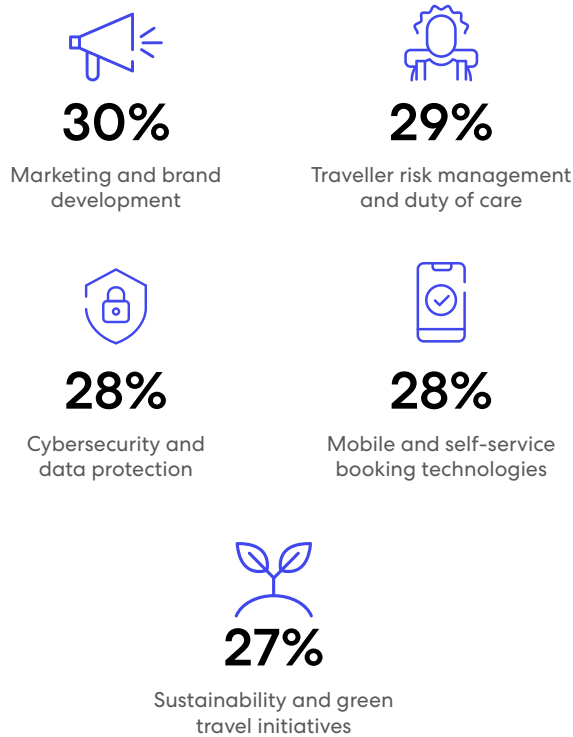 30%
Marketing and brand
development
29%
Traveller risk management
and duty of care
28%
Cybersecurity and
data protection
28%
Mobile and self-service
booking technologies
27%
Sustainability and green
travel initiatives